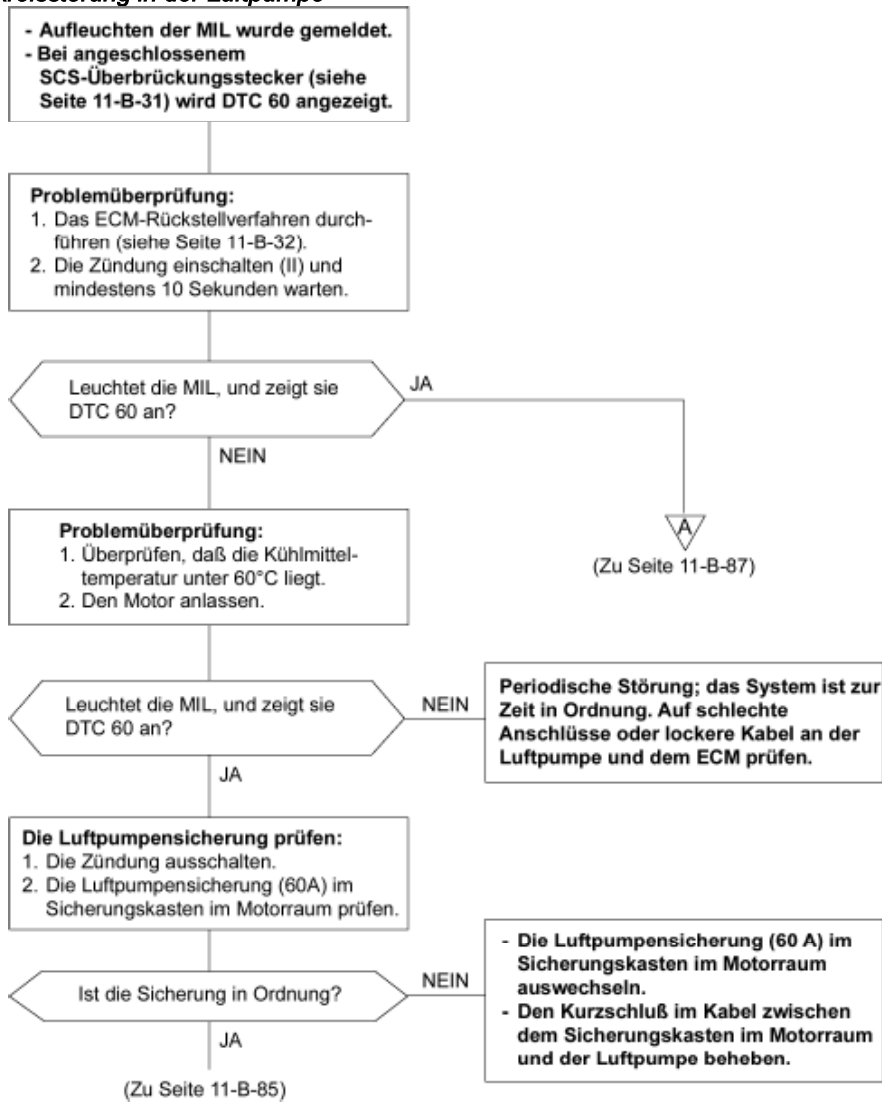 - Aufleuchten der MIL wurde gemeldet.
- Bei angeschlossenem
SCS-Überbrückungsstecker (siehe
Seite 11-B-31) wird DTC 60 angezeigt.
Problemüberprüfung:
1. Das ECM-Rückstellverfahren durch-
führen (siehe Seite 11-B-32).
2. Die Zündung einschalten (II) und
mindestens 10 Sekunden warten.
Leuchtet die MIL, und zeigt sie
DTC 60 an?
JA
NEIN
A
(Zu Seite 11-B-87)
Problemüberprüfung:
1. Überprüfen, daß die Kühlmittel-
temperatur unter 60°C liegt.
2. Den Motor anlassen.
Leuchtet die MIL, und zeigt sie
DTC 60 an?
NEIN
Periodische Störung; das System ist zur
Zeit in Ordnung. Auf schlechte
Anschlüsse oder lockere Kabel an der
Luftpumpe und dem ECM prüfen.
JA
Die Luftpumpensicherung prüfen:
1. Die Zündung ausschalten.
2. Die Luftpumpensicherung (60A) im
Sicherungskasten im Motorraum prüfen.
Ist die Sicherung in Ordnung?
NEIN
- Die Luftpumpensicherung (60 A) im
Sicherungskasten im Motorraum
auswechseln.
- Den Kurzschluß im Kabel zwischen
dem Sicherungskasten im Motorraum
und der Luftpumpe beheben.
JA
(Zu Seite 11-B-85)